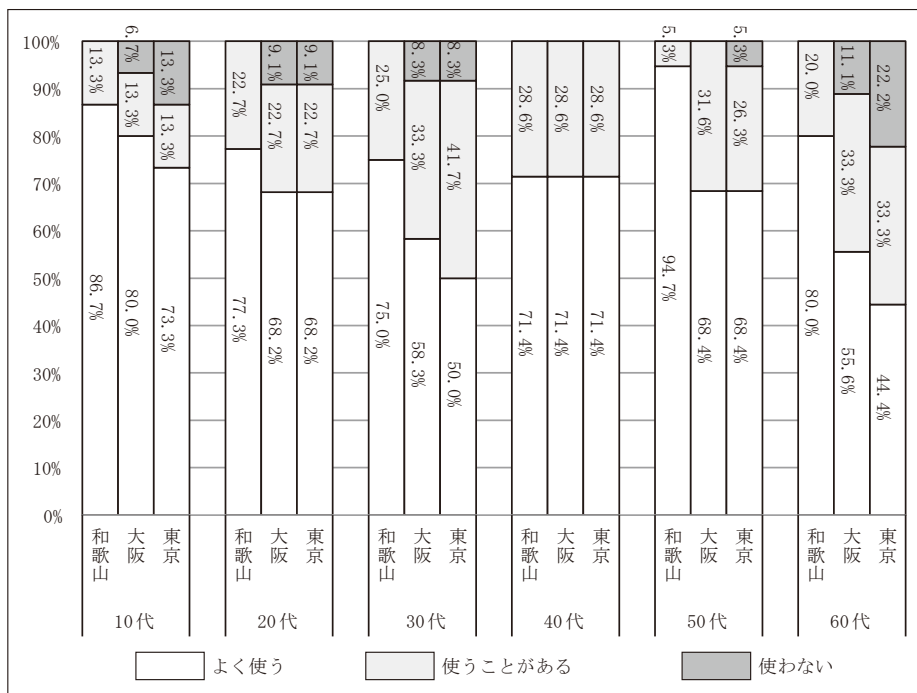 6.7%
5.3%
5.3%
100%
90%
80%
70%
60%
50%
40%
30%
20%
10%
0%
13.3%
86.7%
13.3%
80.0%
13.3%
13.3%
73.3%
22.7%
77.3%
9.1%
22.7%
68.2%
9.1%
22.7%
68.2%
25.0%
75.0%
8.3%
33.3%
58.3%
8.3%
41.7%
50.0%
28.6%
71.4%
28.6%
71.4%
28.6%
71.4%
94.7%
31.6%
68.4%
26.3%
68.4%
20.0%
80.0%
11.1%
33.3%
55.6%
22.2%
33.3%
44.4%
和歌山
大阪
東京
和歌山
大阪
東京
和歌山
大阪
東京
和歌山
大阪
東京
和歌山
大阪
東京
和歌山
大阪
東京
10代
20代
30代
40代
50代
60代
よく使う
使うことがある
使わない